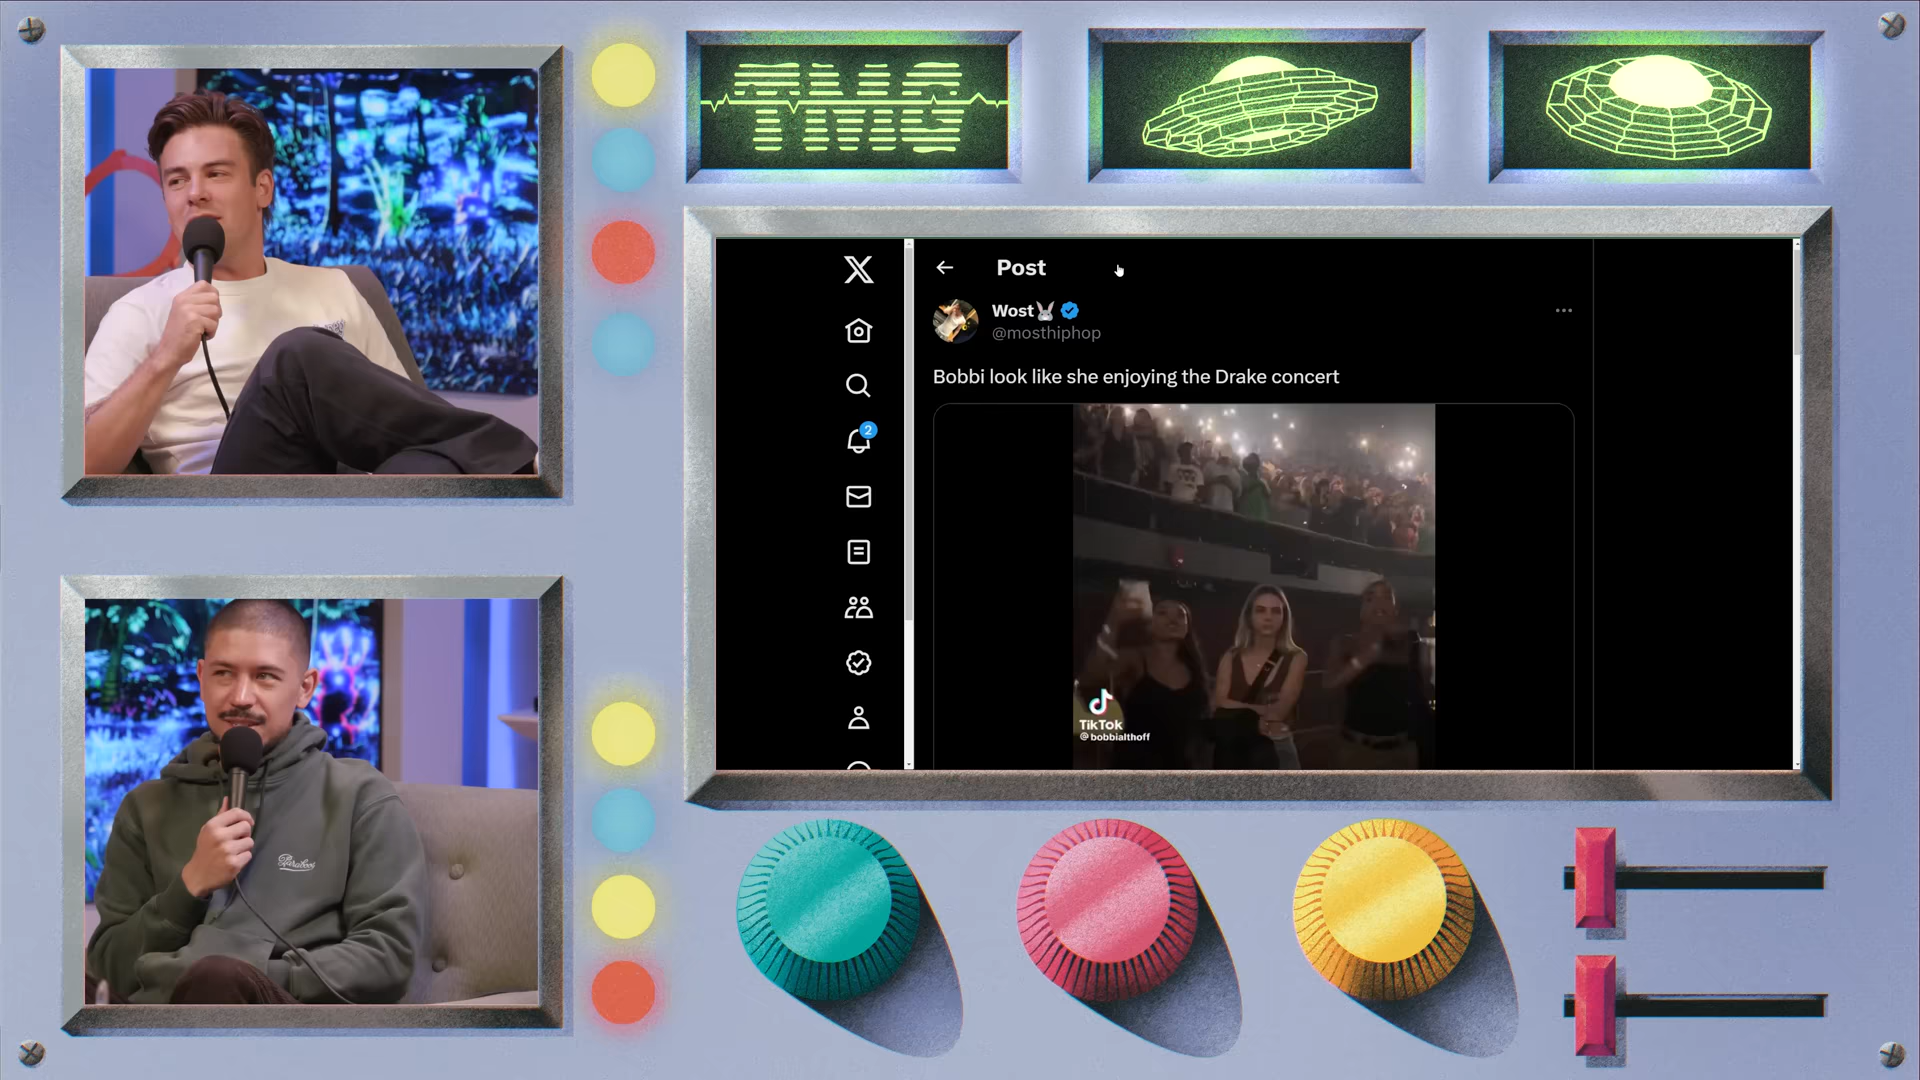 TMG
Post
Wost
@mosthiphop
Bobbi look like she enjoying the Drake concert
2
TikTok
@bobbialthoff